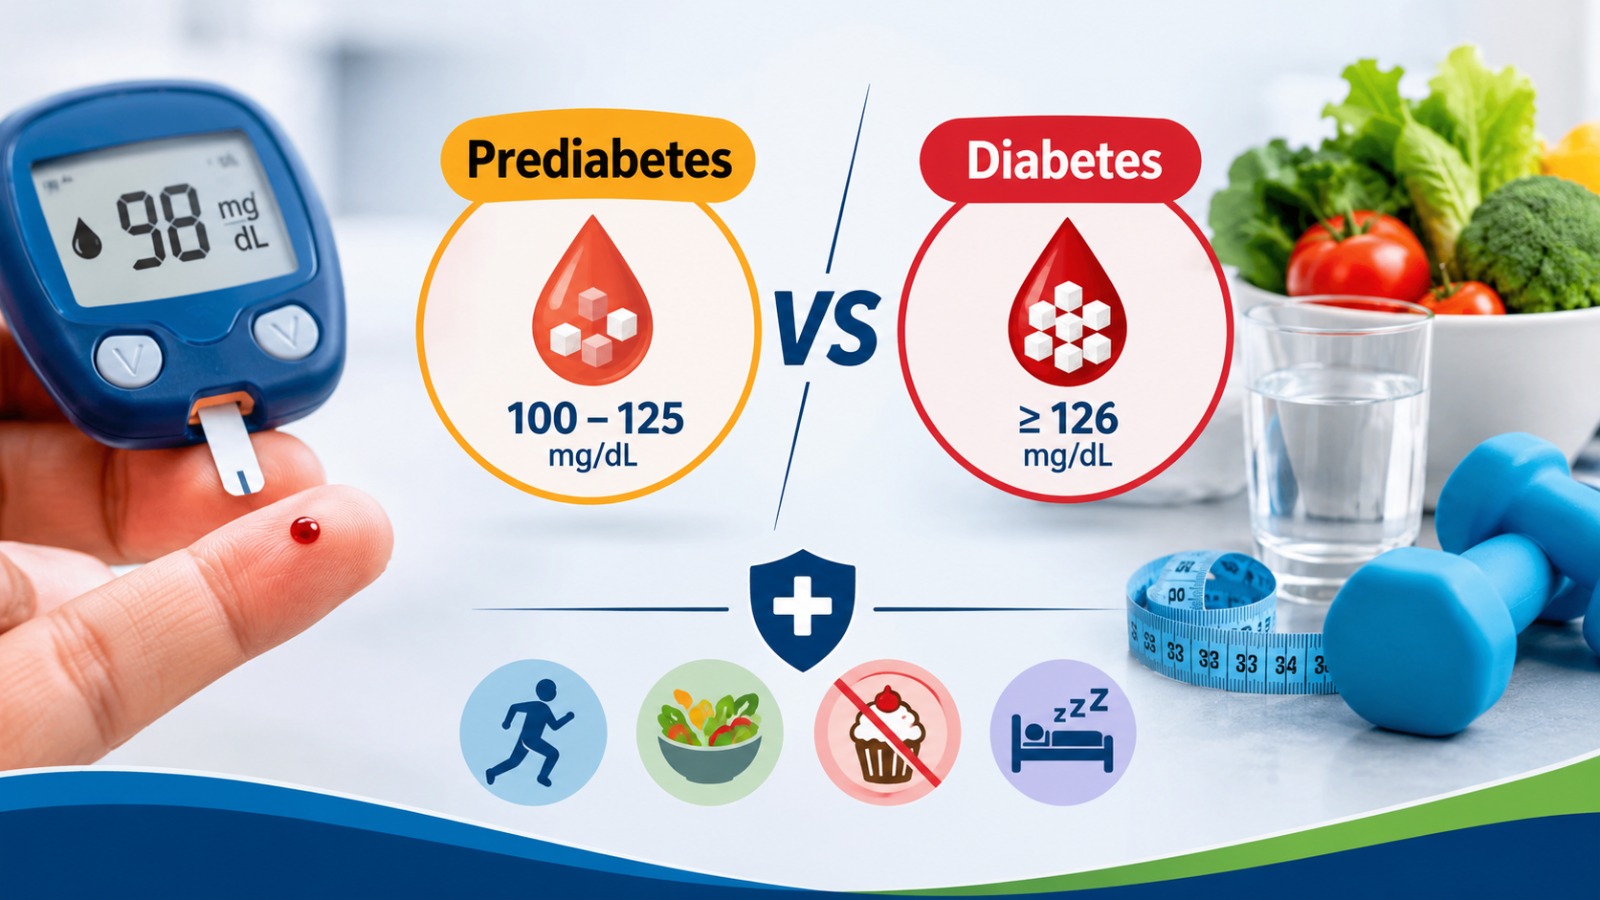 98 mg/dL
Prediabetes
100 – 125
mg/dL
VS
Diabetes
≥ 126
mg/dL
z z Z
33 33 33 34